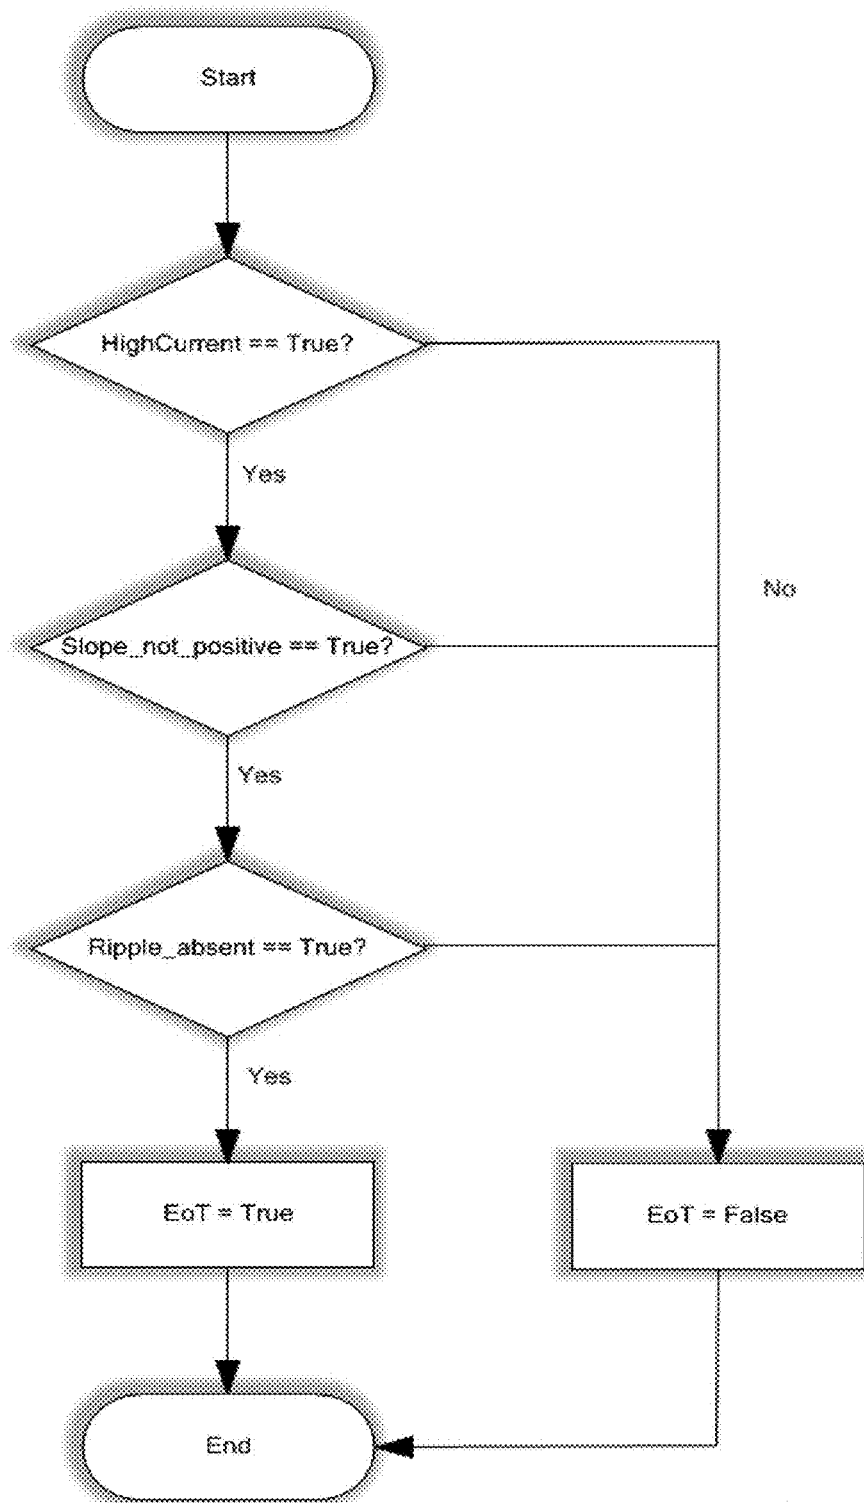 Start
HighCurrent == True?
Yes
No
Slope_not_positive == True?
Yes
Ripple_absent == True?
Yes
EoT = True
EoT = False
End